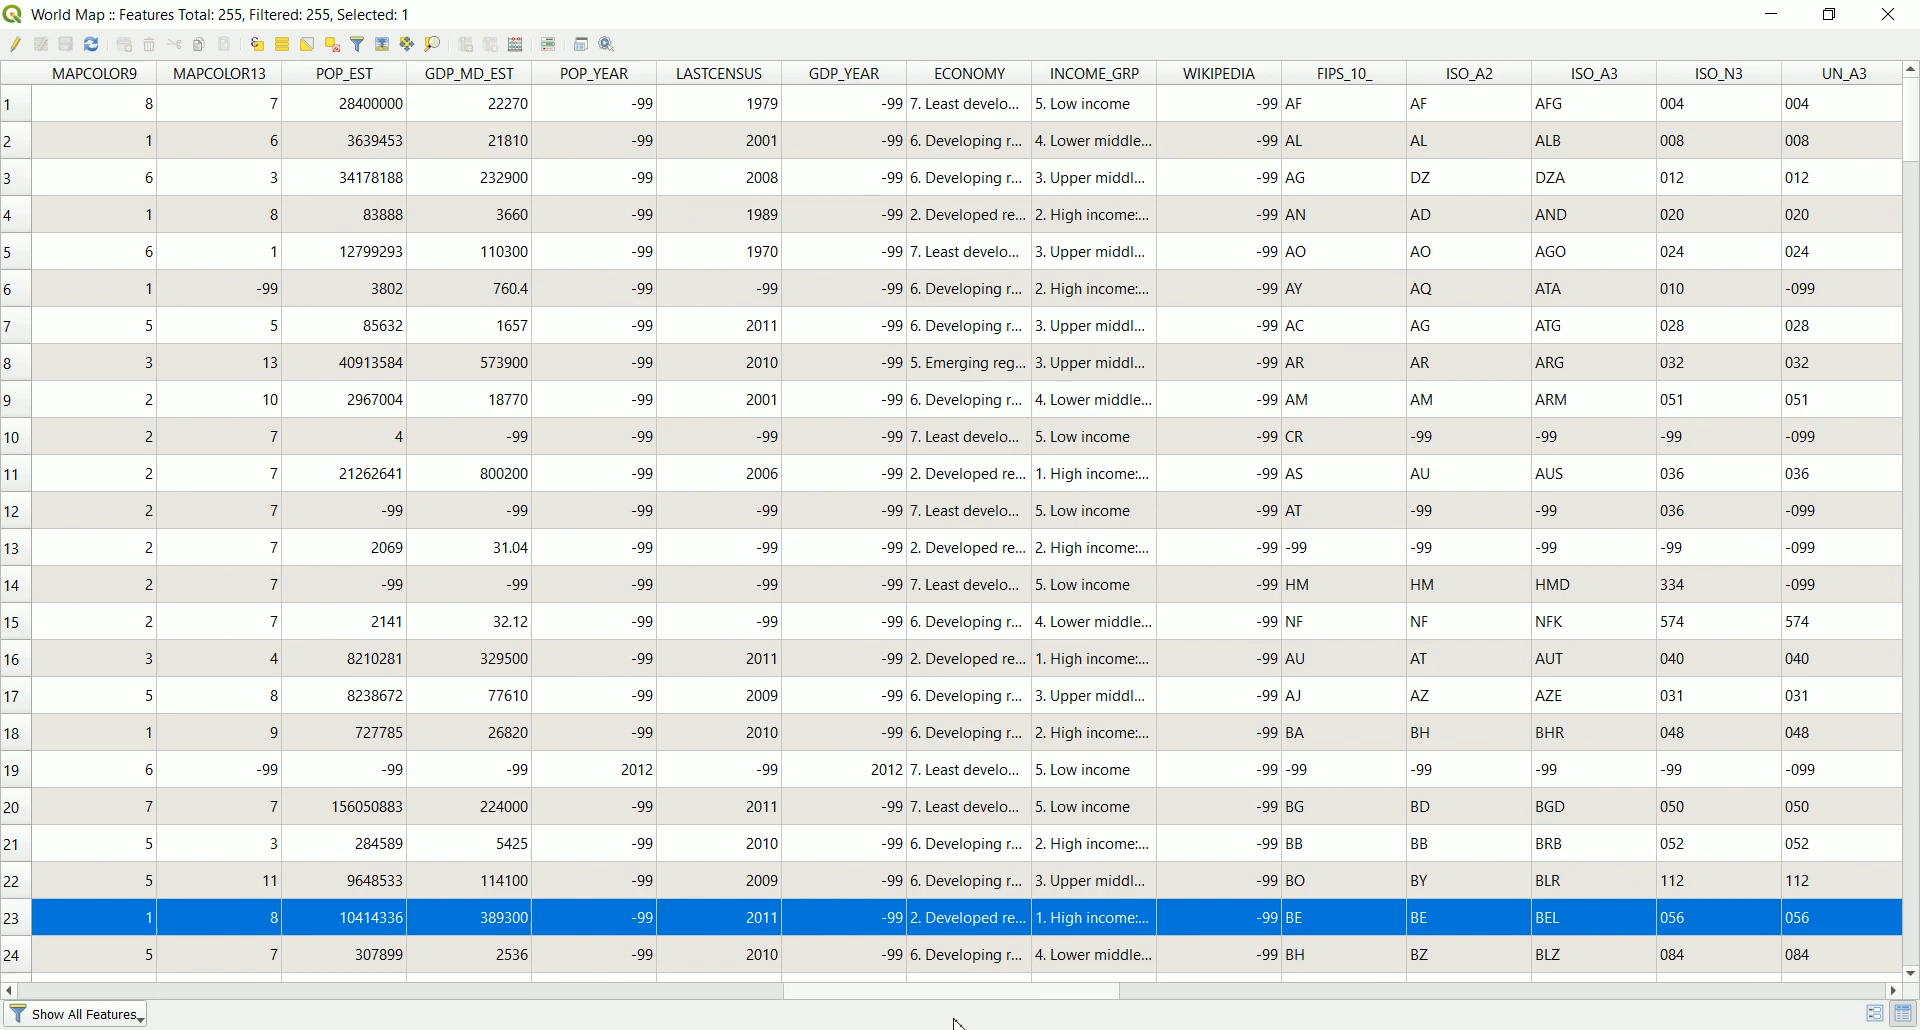 World Map :: Features Total: 255, Filtered: 255, Selected: 1
MAPCOLOR9 MAPCOLOR13 POP_EST GDP_MD_EST POP_YEAR LASTCENSUS GDP_YEAR ECONOMY INCOME_GRP WIKIPEDIA FIPS_10_ ISO_A2 ISO_A3 ISO_N3 UN_A3
1 8 7 28400000 22270 -99 1979 -99 7. Least develo... 5. Low income -99 AF AF AFG 004 004
2 1 6 3639453 21810 -99 2001 -99 6. Developing r... 4. Lower middle... -99 AL AL ALB 008 008
3 6 3 34178188 232900 -99 2008 -99 6. Developing r... 3. Upper middl... -99 AG DZ DZA 012 012
4 1 8 83888 3660 -99 1989 -99 2. Developed re... 2. High income:... -99 AN AD AND 020 020
5 6 1 12799293 110300 -99 1970 -99 7. Least develo... 3. Upper middl... -99 AO AO AGO 024 024
6 1 -99 3802 760.4 -99 -99 -99 6. Developing r... 2. High income:... -99 AY AQ ATA 010 -099
7 5 5 85632 1657 -99 2011 -99 6. Developing r... 3. Upper middl... -99 AC AG ATG 028 028
8 3 13 40913584 573900 -99 2010 -99 5. Emerging reg... 3. Upper middl... -99 AR AR ARG 032 032
9 2 10 2967004 18770 -99 2001 -99 6. Developing r... 4. Lower middle... -99 AM AM ARM 051 051
10 2 7 4 -99 -99 -99 -99 7. Least develo... 5. Low income -99 CR -99 -99 -99 -099
11 2 7 21262641 800200 -99 2006 -99 2. Developed re... 1. High income:... -99 AS AU AUS 036 036
12 2 7 -99 -99 -99 -99 -99 7. Least develo... 5. Low income -99 AT -99 -99 036 -099
13 2 7 2069 31.04 -99 -99 -99 2. Developed re... 2. High income:... -99 -99 -99 -99 -99 -099
14 2 7 -99 -99 -99 -99 -99 7. Least develo... 5. Low income -99 HM HM HMD 334 -099
15 2 7 2141 32.12 -99 -99 -99 6. Developing r... 4. Lower middle... -99 NF NF NFK 574 574
16 3 4 8210281 329500 -99 2011 -99 2. Developed re... 1. High income:... -99 AU AT AUT 040 040
17 5 8 8238672 77610 -99 2009 -99 6. Developing r... 3. Upper middl... -99 AJ AZ AZE 031 031
18 1 9 727785 26820 -99 2010 -99 6. Developing r... 2. High income:... -99 BA BH BHR 048 048
19 6 -99 -99 -99 2012 -99 2012 7. Least develo... 5. Low income -99 -99 -99 -99 -99 -099
20 7 7 156050883 224000 -99 2011 -99 7. Least develo... 5. Low income -99 BG BD BGD 050 050
21 5 3 284589 5425 -99 2010 -99 6. Developing r... 2. High income:... -99 BB BB BRB 052 052
22 5 11 9648533 114100 -99 2009 -99 6. Developing r... 3. Upper middl... -99 BO BY BLR 112 112
23 1 8 10414336 389300 -99 2011 -99 2. Developed re... 1. High income:... -99 BE BE BEL 056 056
24 5 7 307899 2536 -99 2010 -99 6. Developing r... 4. Lower middle... -99 BH BZ BLZ 084 084
Show All Features